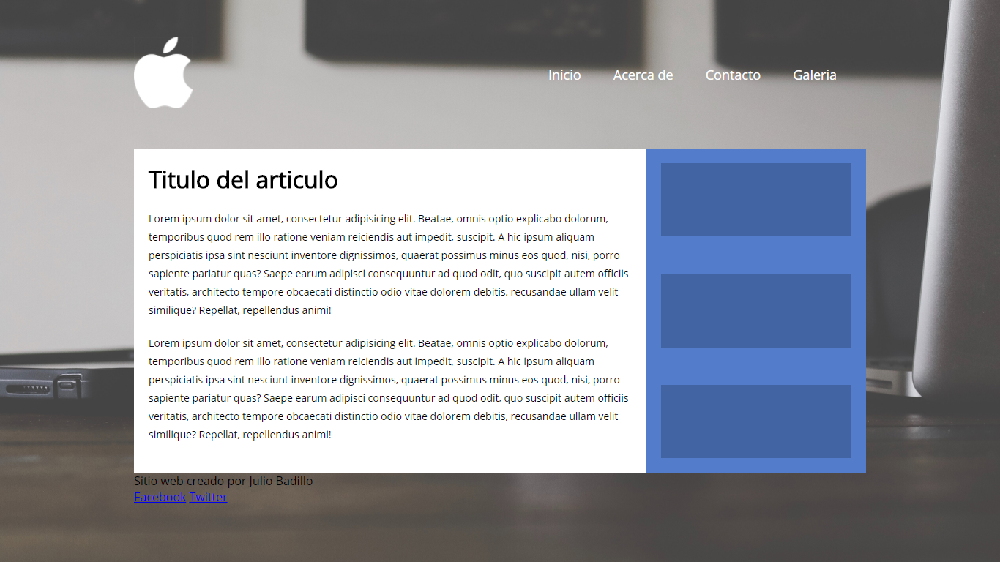 Inicio Acerca de Contacto Galeria
Titulo del articulo
Lorem ipsum dolor sit amet, consectetur adipisicing elit. Beatae, omnis optio explicabo dolorum,
temporibus quod rem illo ratione veniam reiciendis aut impedit, suscipit. A hic ipsum aliquam
perspiciatis ipsa sint nesciunt inventore dignissimos, quaerat possimus minus eos quod, nisi, porro
sapiente pariatur quas? Saepe earum adipisci consequuntur ad quod odit, quo suscipit autem officiis
veritatis, architecto tempore obcaecati distinctio odio vitae dolorem debitis, recusandae ullam velit
similique? Repellat, repellendus animi!
Lorem ipsum dolor sit amet, consectetur adipisicing elit. Beatae, omnis optio explicabo dolorum,
temporibus quod rem illo ratione veniam reiciendis aut impedit, suscipit. A hic ipsum aliquam
perspiciatis ipsa sint nesciunt inventore dignissimos, quaerat possimus minus eos quod, nisi, porro
sapiente pariatur quas? Saepe earum adipisci consequuntur ad quod odit, quo suscipit autem officiis
veritatis, architecto tempore obcaecati distinctio odio vitae dolorem debitis, recusandae ullam velit
similique? Repellat, repellendus animi!
Sitio web creado por Julio Badillo
Facebook Twitter